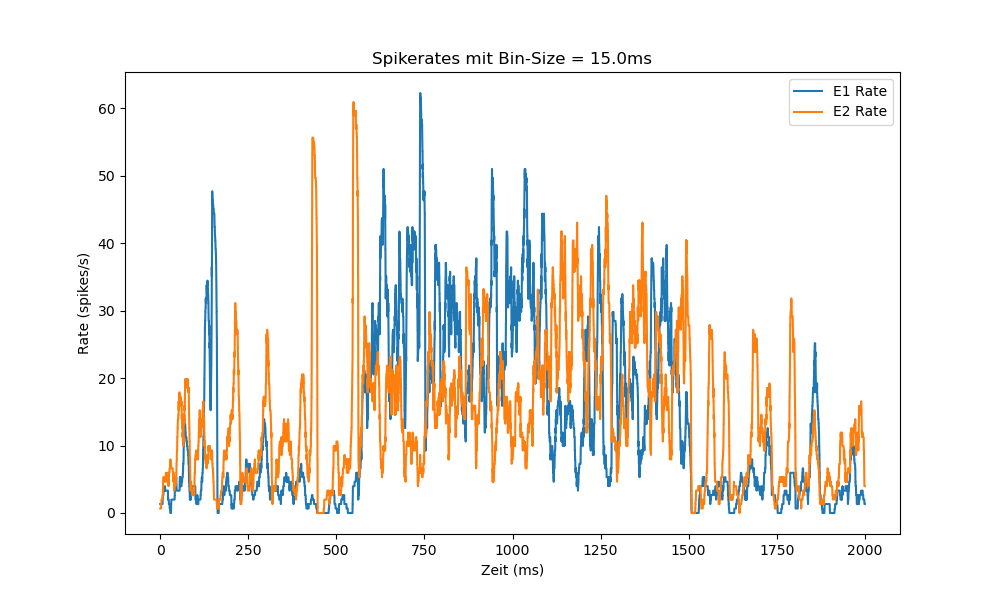 Spikerates mit Bin-Size = 15.0ms
E1 Rate
E2 Rate
Rate (spikes/s)
60
50
40
30
20
10
0
0 250 500 750 1000 1250 1500 1750 2000
Zeit (ms)